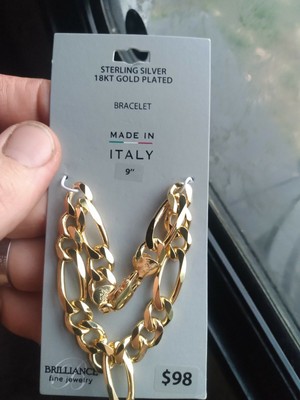 STERLING SILVER
18KT GOLD PLATED
BRACELET
MADE IN
ITALY
9"
BRILLIANCE
fine jewelry
$98